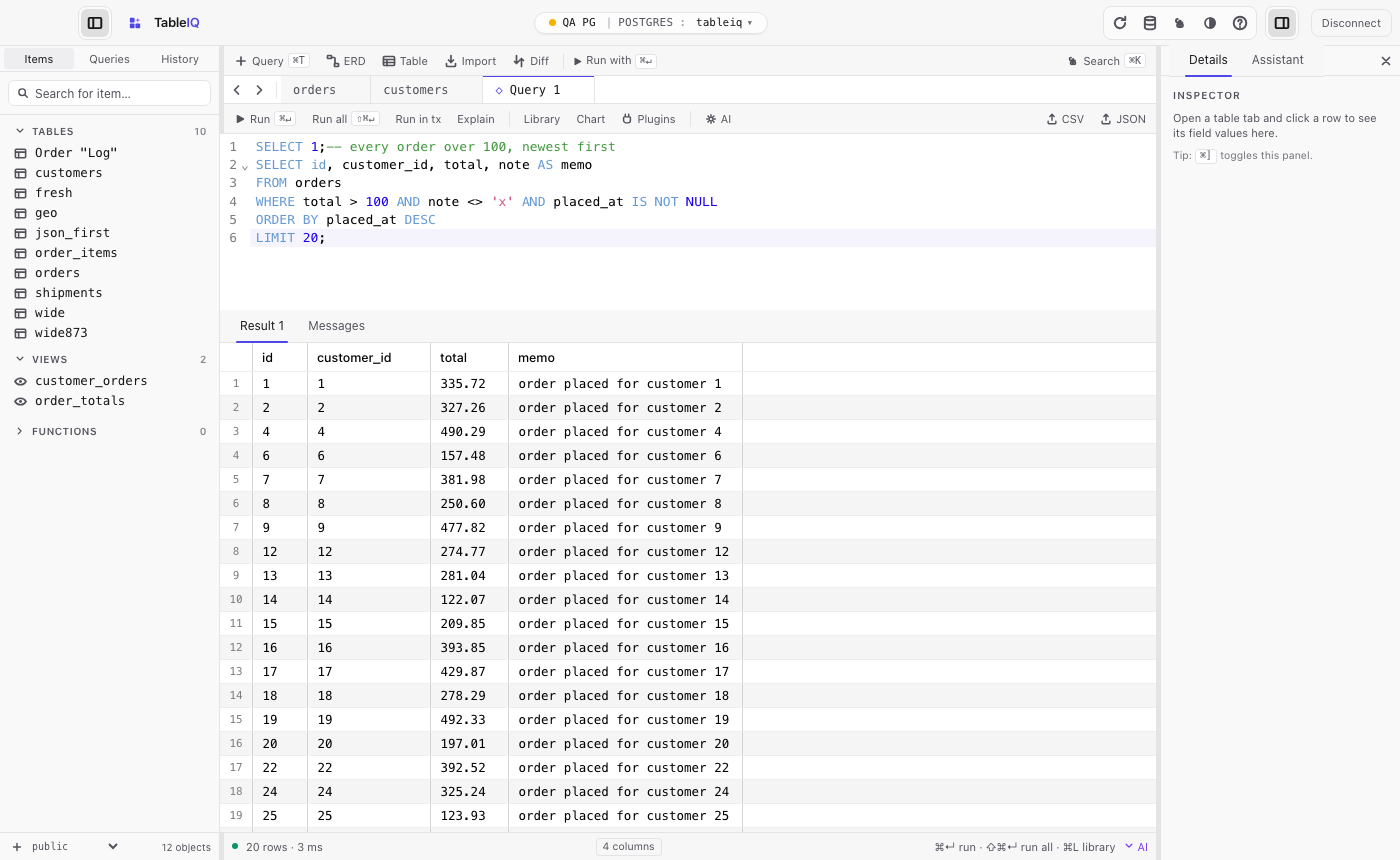 TableIQ
QA PG | POSTGRES : tableiq ▾
Disconnect
Items Queries History
Search for item...
TABLES 10
Order "Log"
customers
fresh
geo
json_first
order_items
orders
shipments
wide
wide873
VIEWS 2
customer_orders
order_totals
FUNCTIONS 0
+ public
12 objects
+ Query ⌘T ERD Table Import Diff ▶ Run with ⌘↵ Search ⌘K
orders customers ◇ Query 1
▶ Run ⌘↵ Run all ⇧⌘↵ Run in tx Explain Library Chart Plugins AI CSV JSON
1 SELECT 1;-- every order over 100, newest first
2 SELECT id, customer_id, total, note AS memo
3 FROM orders
4 WHERE total > 100 AND note <> 'x' AND placed_at IS NOT NULL
5 ORDER BY placed_at DESC
6 LIMIT 20;
Result 1 Messages
id customer_id total memo
1 1 1 335.72 order placed for customer 1
2 2 2 327.26 order placed for customer 2
3 4 4 490.29 order placed for customer 4
4 6 6 157.48 order placed for customer 6
5 7 7 381.98 order placed for customer 7
6 8 8 250.60 order placed for customer 8
7 9 9 477.82 order placed for customer 9
8 12 12 274.77 order placed for customer 12
9 13 13 281.04 order placed for customer 13
10 14 14 122.07 order placed for customer 14
11 15 15 209.85 order placed for customer 15
12 16 16 393.85 order placed for customer 16
13 17 17 429.87 order placed for customer 17
14 18 18 278.29 order placed for customer 18
15 19 19 492.33 order placed for customer 19
16 20 20 197.01 order placed for customer 20
17 22 22 392.52 order placed for customer 22
18 24 24 325.24 order placed for customer 24
19 25 25 123.93 order placed for customer 25
20 rows · 3 ms
4 columns
⌘↵ run · ⇧⌘↵ run all · ⌘L library AI
Details Assistant
INSPECTOR
Open a table tab and click a row to see
its field values here.
Tip: ⌘] toggles this panel.